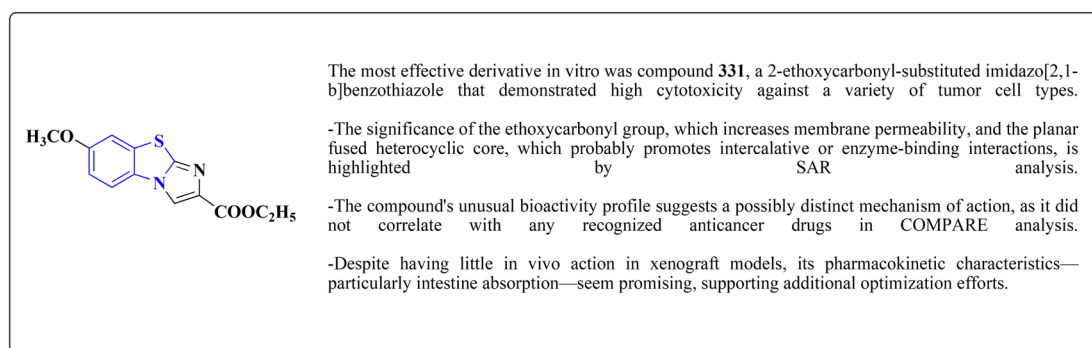 The most effective derivative in vitro was compound 331, a 2-ethoxycarbonyl-substituted imidazo[2,1-
b]benzothiazole that demonstrated high cytotoxicity against a variety of tumor cell types.
-The significance of the ethoxycarbonyl group, which increases membrane permeability, and the planar
fused heterocyclic core, which probably promotes intercalative or enzyme-binding interactions, is
highlighted by SAR analysis.
-The compound's unusual bioactivity profile suggests a possibly distinct mechanism of action, as it did
not correlate with any recognized anticancer drugs in COMPARE analysis.
-Despite having little in vivo action in xenograft models, its pharmacokinetic characteristics—
particularly intestine absorption—seem promising, supporting additional optimization efforts.
H₃CO
S
N
N
COOC₂H₅